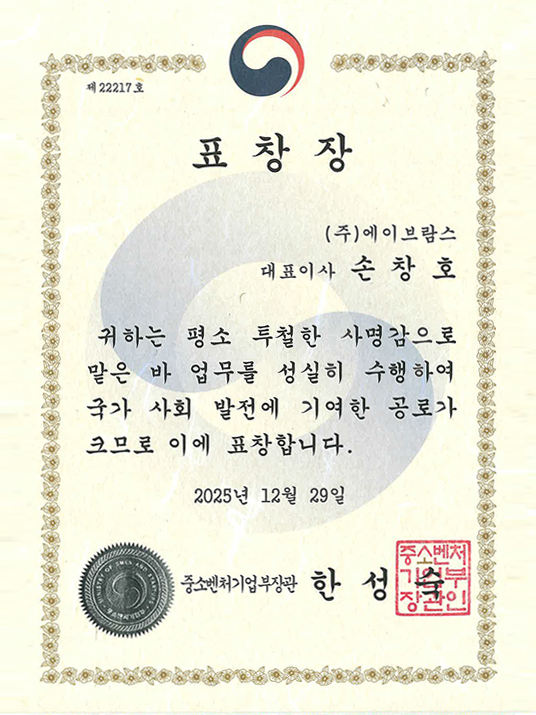 제 22217 호
표 창 장
(주)에이브람스
대표이사 손 창 호
귀하는 평소 투철한 사명감으로
맡은 바 업무를 성실히 수행하여
국가 사회 발전에 기여한 공로가
크므로 이에 표창합니다.
2025년 12월 29일
중소벤처기업부장관 한 성 숙
중소벤처
기업부
장관인